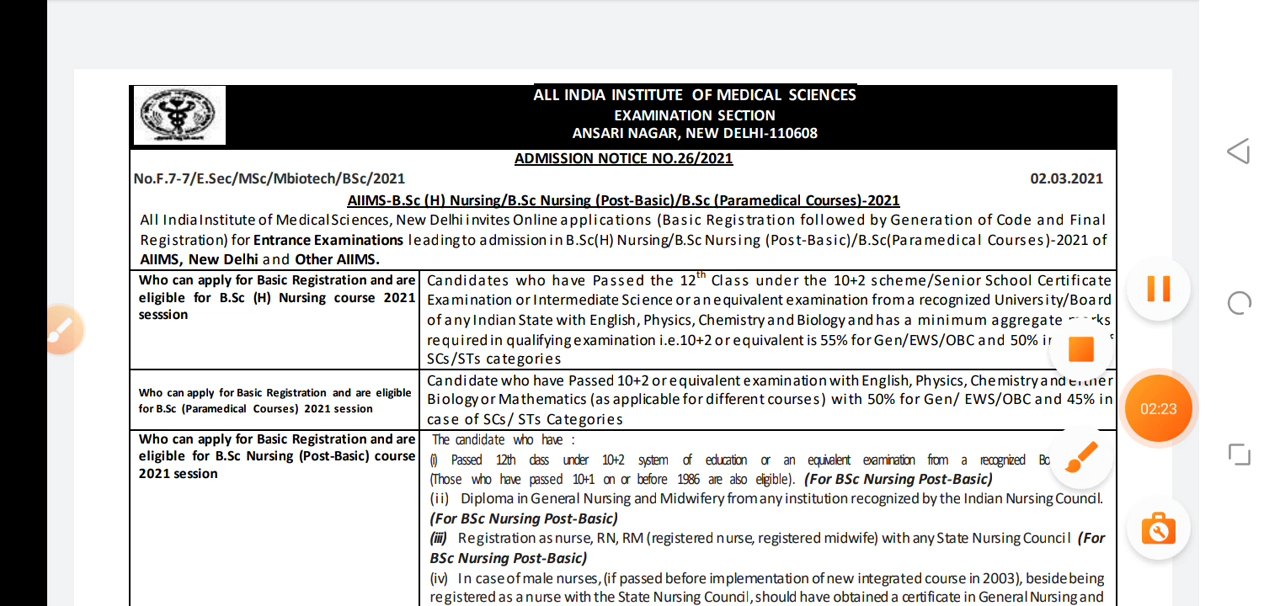 ALL INDIA INSTITUTE OF MEDICAL SCIENCES
EXAMINATION SECTION
ANSARI NAGAR, NEW DELHI-110608
ADMISSION NOTICE NO.26/2021
No.F.7-7/E.Sec/MSc/Mbiotech/BSc/2021 02.03.2021
AIIMS-B.Sc (H) Nursing/B.Sc Nursing (Post-Basic)/B.Sc (Paramedical Courses)-2021
All India Institute of Medical Sciences, New Delhi invites Online applications (Basic Registration followed by Generation of Code and Final
Registration) for Entrance Examinations leading to admission in B.Sc(H) Nursing/B.Sc Nursing (Post-Basic)/B.Sc(Paramedical Courses)-2021 of
AIIMS, New Delhi and Other AIIMS.
Who can apply for Basic Registration and are
eligible for B.Sc (H) Nursing course 2021
sesssion
Candidates who have Passed the 12th Class under the 10+2 scheme/Senior School Certificate
Examination or Intermediate Science or an equivalent examination from a recognized University/Board
of any Indian State with English, Physics, Chemistry and Biology and has a minimum aggregate
required in qualifying examination i.e.10+2 or equivalent is 55% for Gen/EWS/OBC and 50%
SCs/STs categories
Who can apply for Basic Registration and are eligible
for B.Sc (Paramedical Courses) 2021 session
Candidate who have Passed 10+2 or equivalent examination with English, Physics, Chemistry and either
Biology or Mathematics (as applicable for different courses) with 50% for Gen/ EWS/OBC and 45% in
case of SCs/ STs Categories
Who can apply for Basic Registration and are
eligible for B.Sc Nursing (Post-Basic) course
2021 session
The candidate who have :
(i) Passed 12th class under 10+2 system of education or an equivalent examination from a recognized
(Those who have passed 10+1 on or before 1986 are also eligible). (For BSc Nursing Post-Basic)
(ii) Diploma in General Nursing and Midwifery from any institution recognized by the Indian Nursing Council.
(For BSc Nursing Post-Basic)
(iii) Registration as nurse, RN, RM (registered nurse, registered midwife) with any State Nursing Council (For
BSc Nursing Post-Basic)
(iv) In case of male nurses, (if passed before implementation of new integrated course in 2003), beside being
registered as a nurse with the State Nursing Council, should have obtained a certificate in General Nursing and
02:23